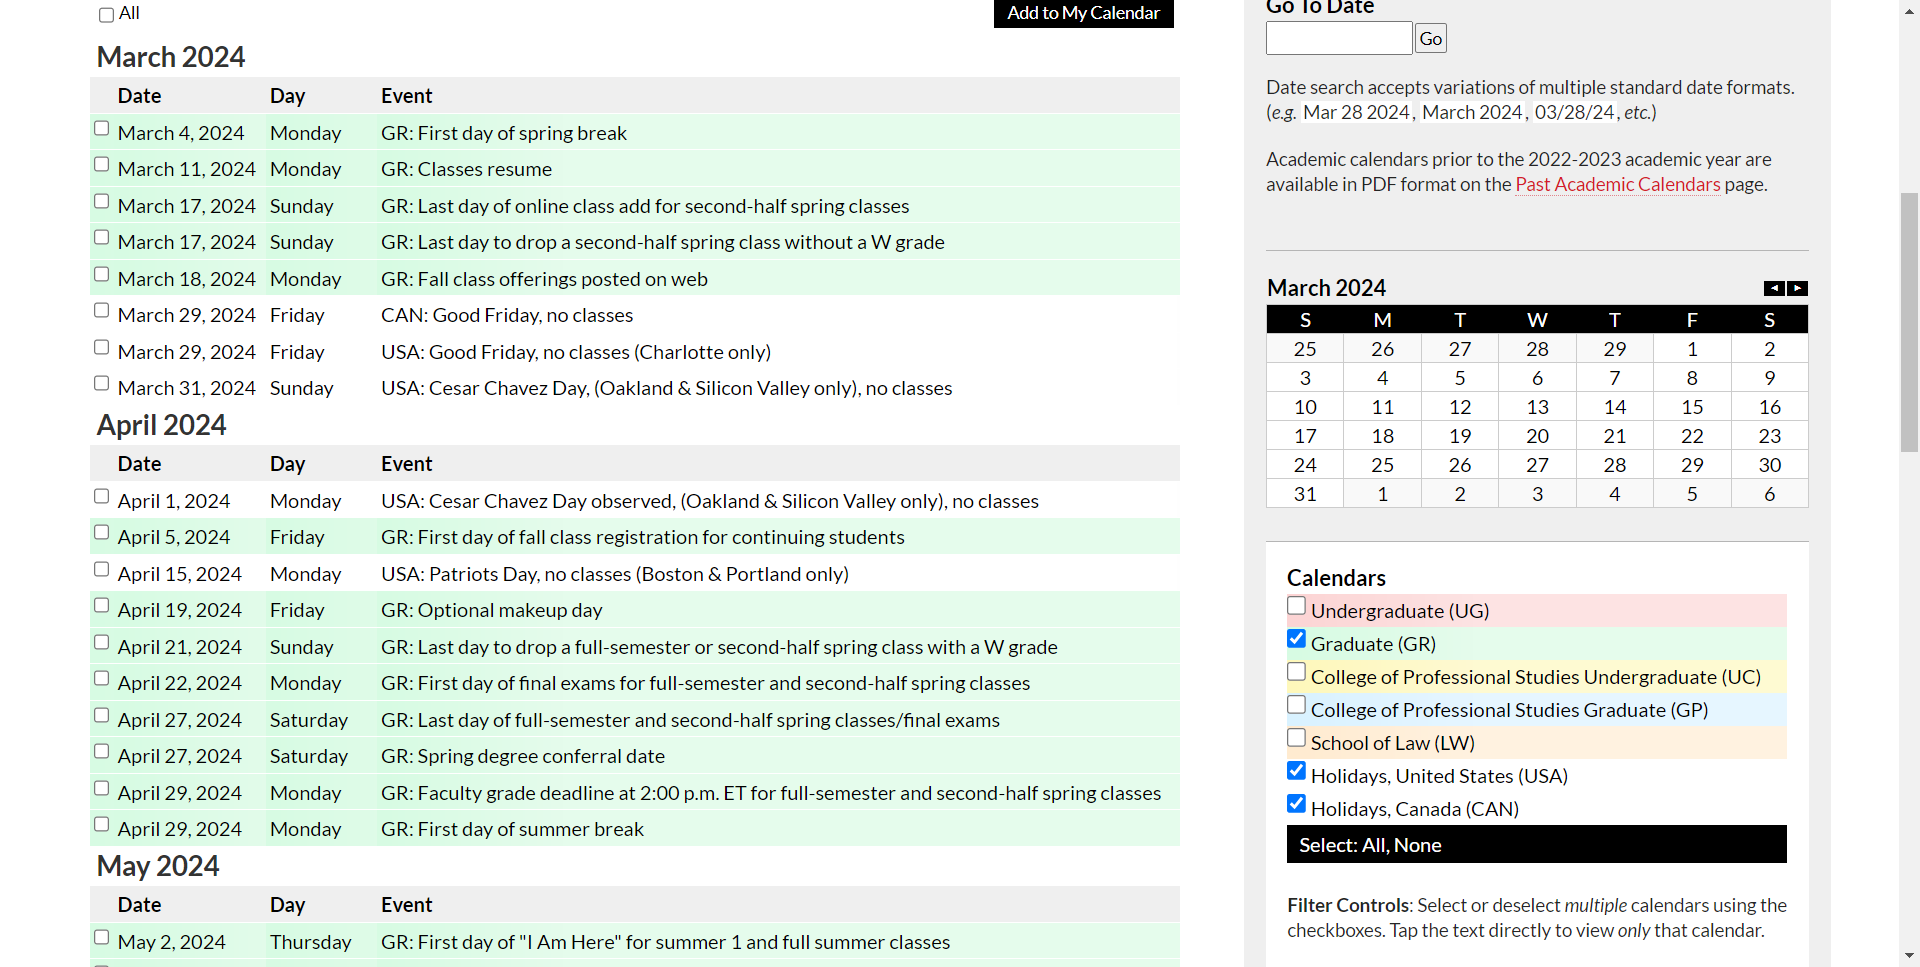 All
Add to My Calendar
March 2024
Date Day Event
March 4, 2024 Monday GR: First day of spring break
March 11, 2024 Monday GR: Classes resume
March 17, 2024 Sunday GR: Last day of online class add for second-half spring classes
March 17, 2024 Sunday GR: Last day to drop a second-half spring class without a W grade
March 18, 2024 Monday GR: Fall class offerings posted on web
March 29, 2024 Friday CAN: Good Friday, no classes
March 29, 2024 Friday USA: Good Friday, no classes (Charlotte only)
March 31, 2024 Sunday USA: Cesar Chavez Day, (Oakland & Silicon Valley only), no classes
April 2024
Date Day Event
April 1, 2024 Monday USA: Cesar Chavez Day observed, (Oakland & Silicon Valley only), no classes
April 5, 2024 Friday GR: First day of fall class registration for continuing students
April 15, 2024 Monday USA: Patriots Day, no classes (Boston & Portland only)
April 19, 2024 Friday GR: Optional makeup day
April 21, 2024 Sunday GR: Last day to drop a full-semester or second-half spring class with a W grade
April 22, 2024 Monday GR: First day of final exams for full-semester and second-half spring classes
April 27, 2024 Saturday GR: Last day of full-semester and second-half spring classes/final exams
April 27, 2024 Saturday GR: Spring degree conferral date
April 29, 2024 Monday GR: Faculty grade deadline at 2:00 p.m. ET for full-semester and second-half spring classes
April 29, 2024 Monday GR: First day of summer break
May 2024
Date Day Event
May 2, 2024 Thursday GR: First day of "I Am Here" for summer 1 and full summer classes
Go To Date
Go
Date search accepts variations of multiple standard date formats.
(e.g. Mar 28 2024, March 2024, 03/28/24, etc.)
Academic calendars prior to the 2022-2023 academic year are
available in PDF format on the Past Academic Calendars page.
March 2024
S M T W T F S
25 26 27 28 29 1 2
3 4 5 6 7 8 9
10 11 12 13 14 15 16
17 18 19 20 21 22 23
24 25 26 27 28 29 30
31 1 2 3 4 5 6
Calendars
Undergraduate (UG)
Graduate (GR)
College of Professional Studies Undergraduate (UC)
College of Professional Studies Graduate (GP)
School of Law (LW)
Holidays, United States (USA)
Holidays, Canada (CAN)
Select: All, None
Filter Controls: Select or deselect multiple calendars using the
checkboxes. Tap the text directly to view only that calendar.